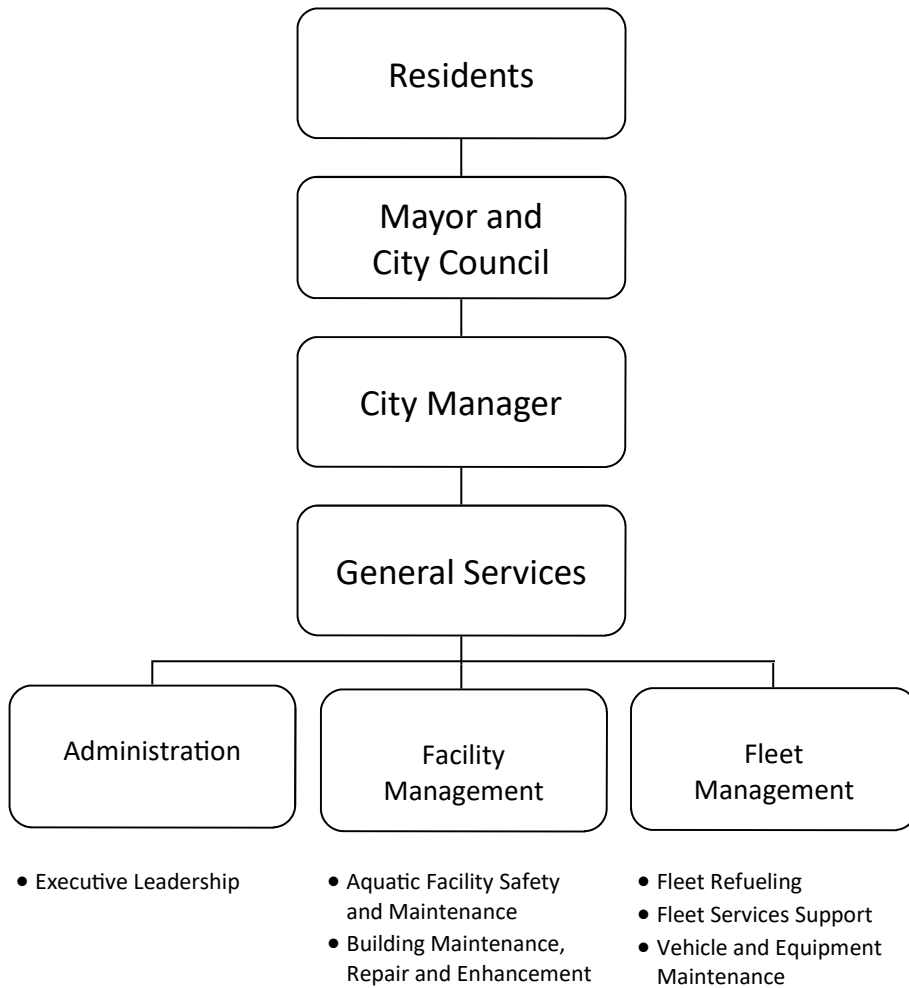 Residents
Mayor and
City Council
City Manager
General Services
Administration
Facility
Management
Fleet
Management
• Executive Leadership
• Aquatic Facility Safety
and Maintenance
• Building Maintenance,
Repair and Enhancement
• Fleet Refueling
• Fleet Services Support
• Vehicle and Equipment
Maintenance